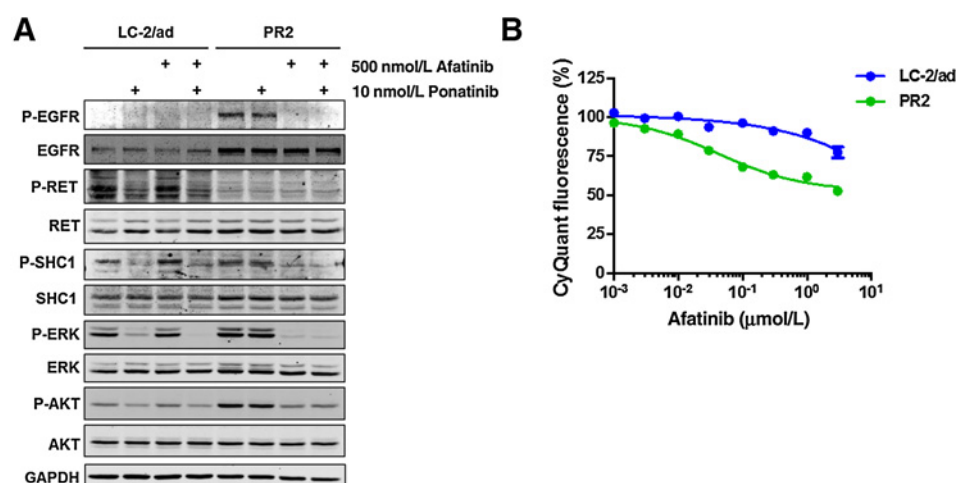 A
LC-2/ad PR2
+ + + + 500 nmol/L Afatinib
+ + + + 10 nmol/L Ponatinib
P-EGFR
EGFR
P-RET
RET
P-SHC1
SHC1
P-ERK
ERK
P-AKT
AKT
GAPDH
B
CyQuant fluorescence (%)
125
100
75
50
25
0
10-3 10-2 10-1 100 101
Afatinib (μmol/L)
LC-2/ad
PR2